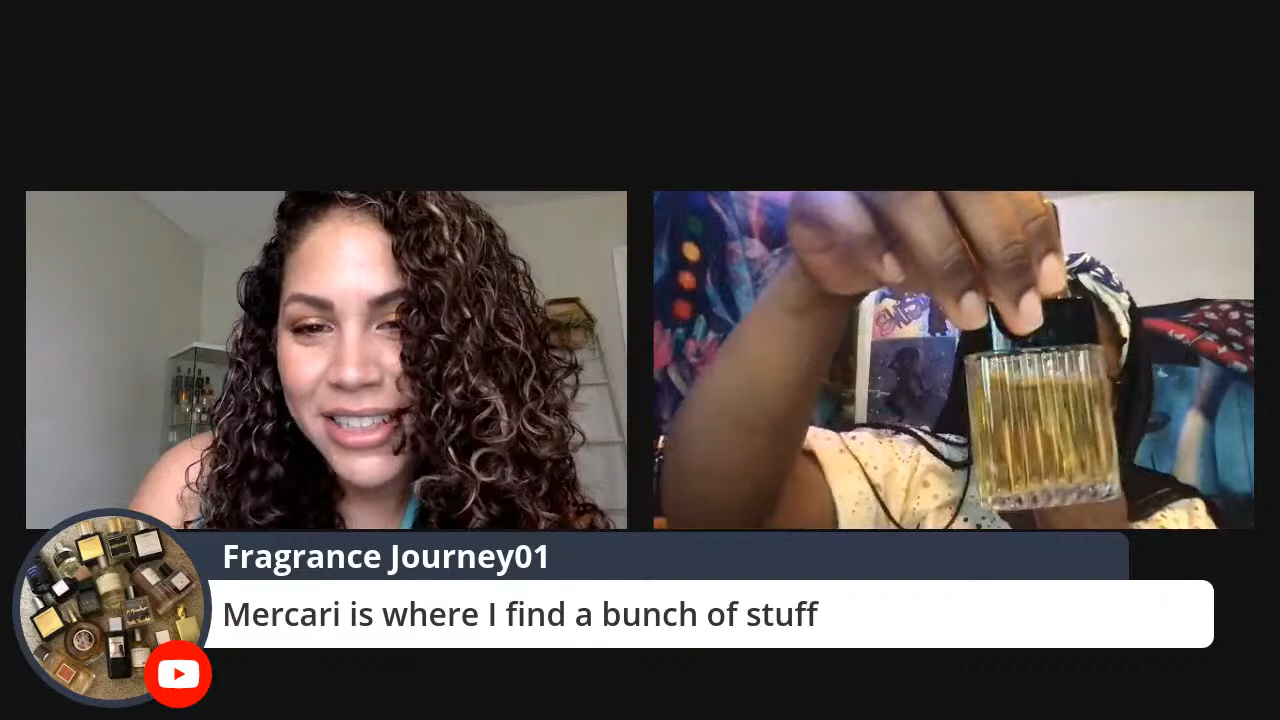 Fragrance Journey01
Mercari is where I find a bunch of stuff